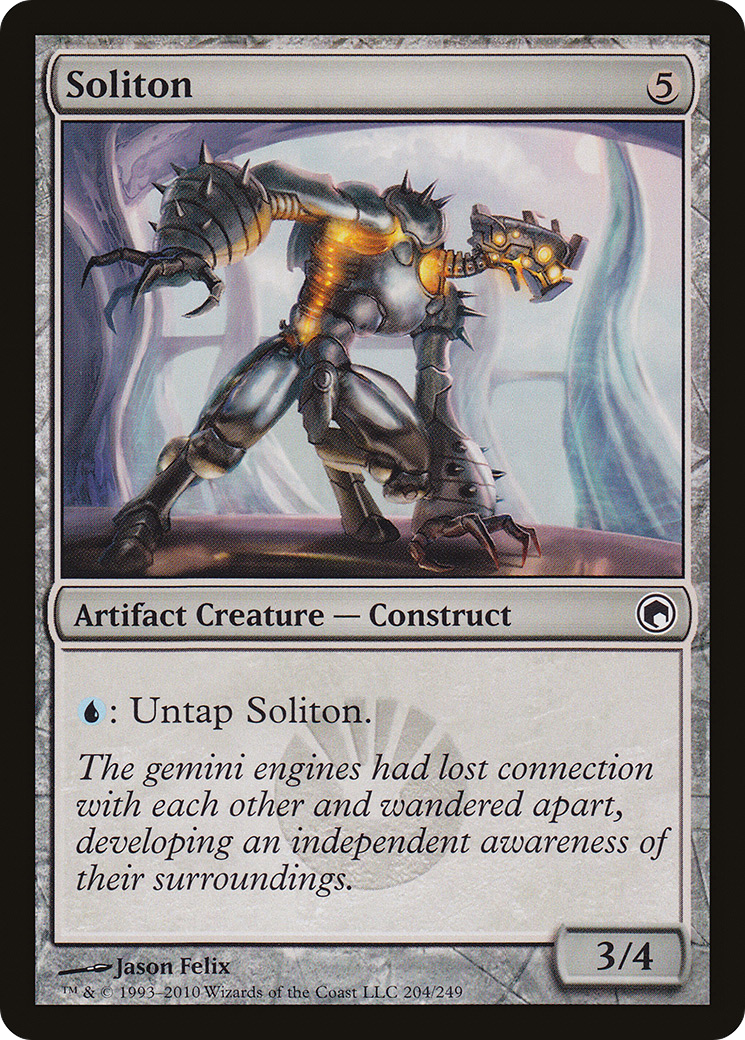 Soliton
5
Artifact Creature — Construct
: Untap Soliton.
The gemini engines had lost connection
with each other and wandered apart,
developing an independent awareness of
their surroundings.
3/4
Jason Felix
™ & © 1993–2010 Wizards of the Coast LLC 204/249